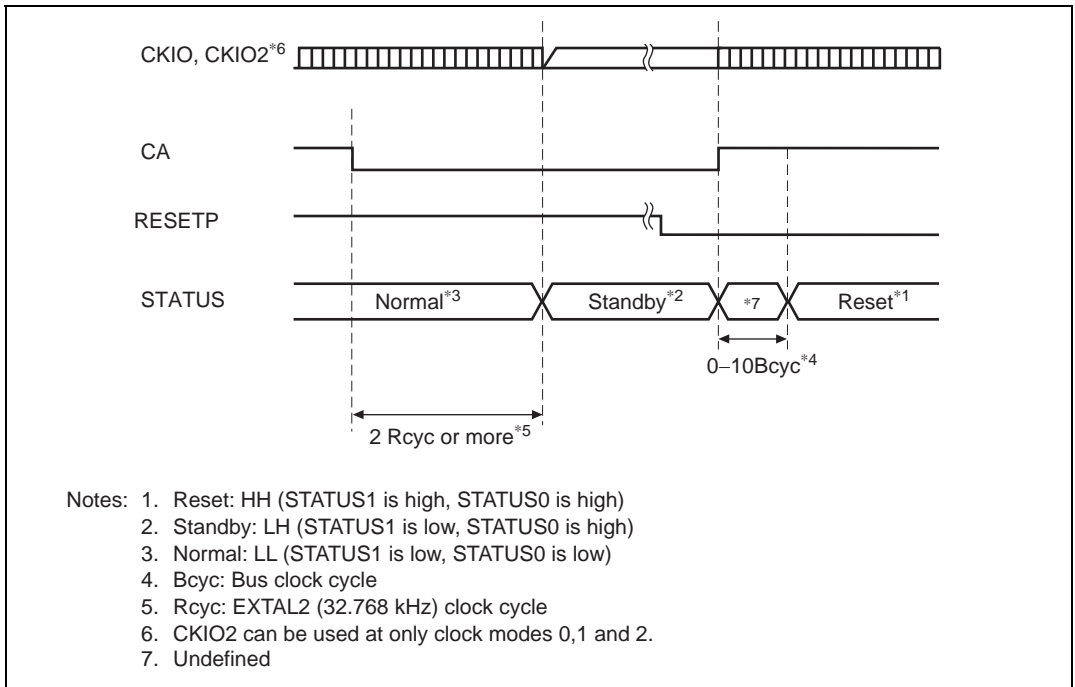 CKIO, CKIO2*6
CA
RESETP
STATUS
Normal*3
Standby*2
*7
Reset*1
0–10Bcyc*4
2 Rcyc or more*5
Notes: 1. Reset: HH (STATUS1 is high, STATUS0 is high)
2. Standby: LH (STATUS1 is low, STATUS0 is high)
3. Normal: LL (STATUS1 is low, STATUS0 is low)
4. Bcyc: Bus clock cycle
5. Rcyc: EXTAL2 (32.768 kHz) clock cycle
6. CKIO2 can be used at only clock modes 0,1 and 2.
7. Undefined